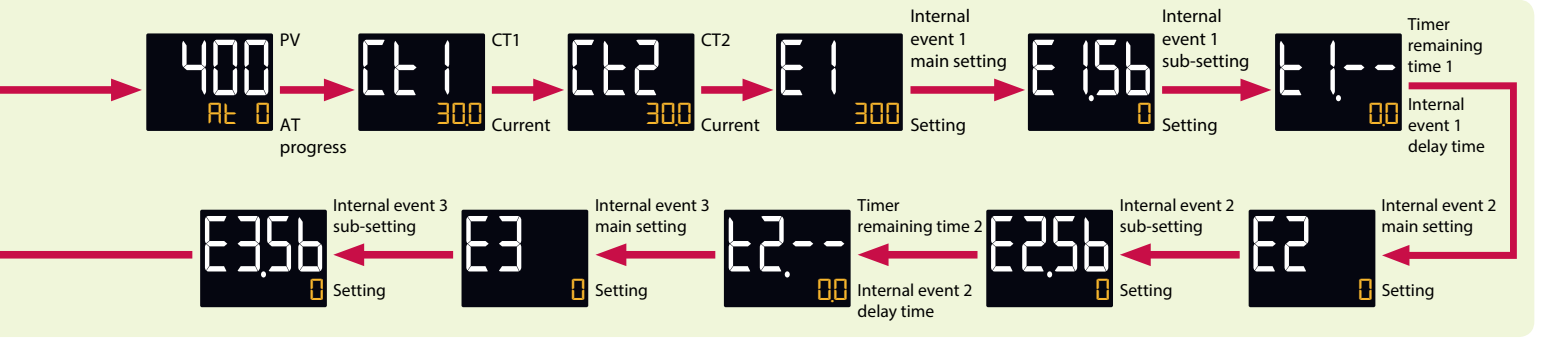 400
PV
At 0
AT
progress
Ct1
CT1
30.0
Current
Ct2
CT2
30.0
Current
E1
Internal
event 1
main setting
300
Setting
E1.Sb
Internal
event 1
sub-setting
0
Setting
t1.--
Timer
remaining
time 1
0.0
Internal
event 1
delay time
E3.Sb
Internal event 3
sub-setting
0
Setting
E3
Internal event 3
main setting
0
Setting
t2.--
Timer
remaining time 2
0.0
Internal event 2
delay time
E2.Sb
Internal event 2
sub-setting
0
Setting
E2
Internal event 2
main setting
0
Setting